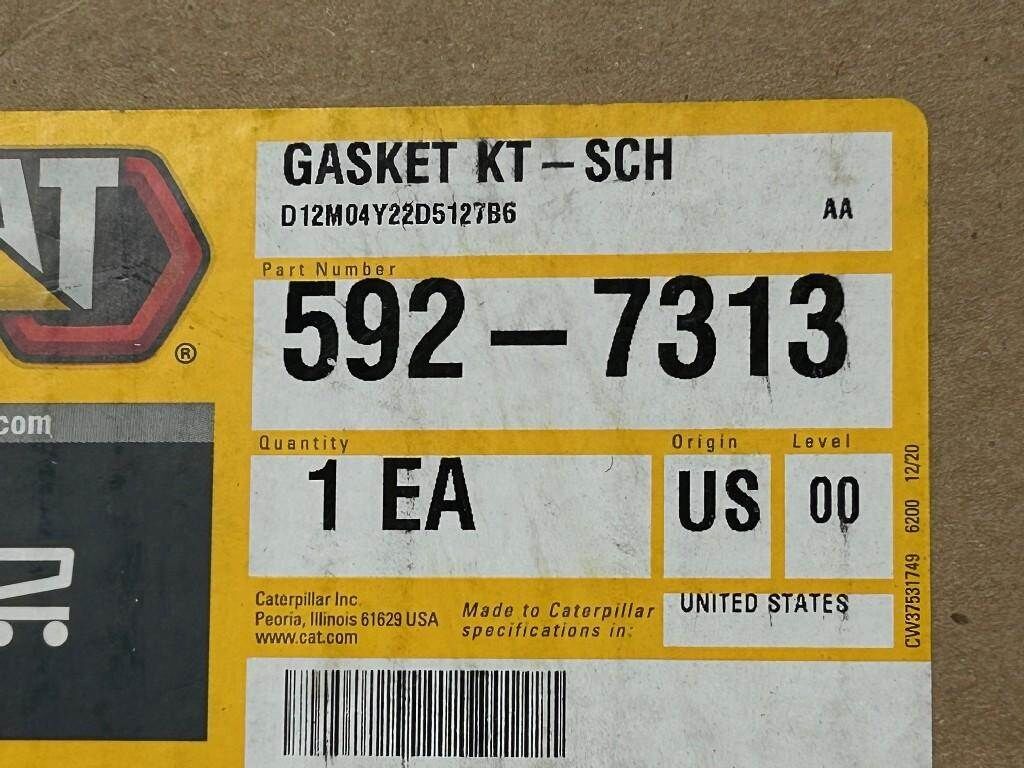 GASKET KT-SCH
D12M04Y22D5127B6 AA
Part Number
592-7313
AT
®
.com
Quantity Origin Level
1 EA US 00
Caterpillar Inc.
Peoria, Illinois 61629 USA
www.cat.com
Made to Caterpillar
specifications in:
UNITED STATES
CW37531749 6200 12/20